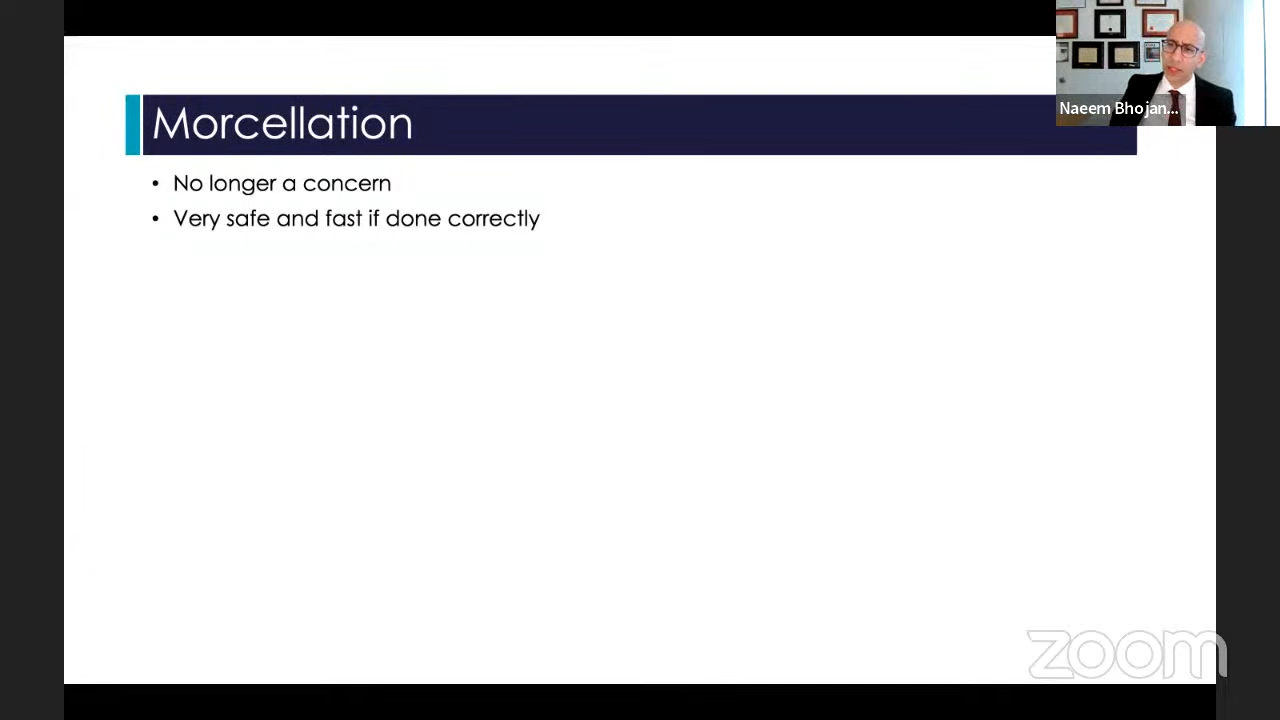 Morcellation
Naeem Bhojan...
• No longer a concern
• Very safe and fast if done correctly
zoom